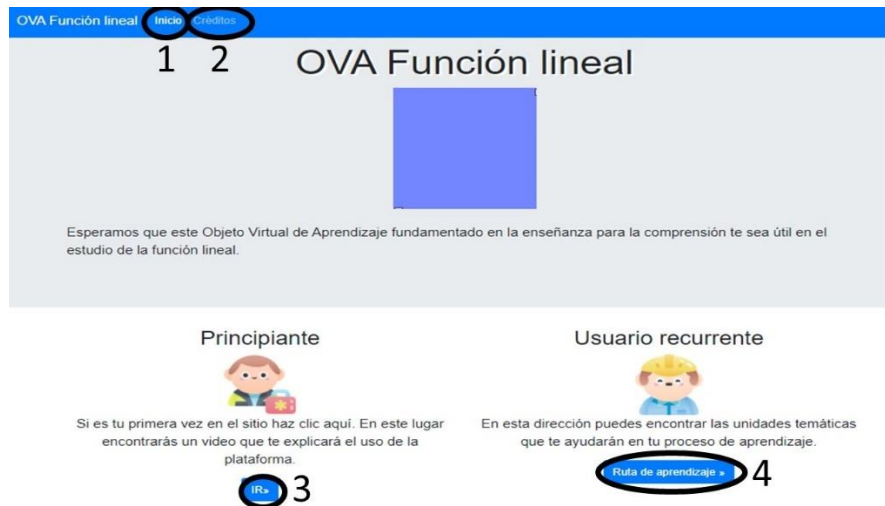 OVA Función lineal Inicio Créditos
1 2
OVA Función lineal
Esperamos que este Objeto Virtual de Aprendizaje fundamentado en la enseñanza para la comprensión te sea útil en el
estudio de la función lineal.
Principiante
Si es tu primera vez en el sitio haz clic aquí. En este lugar
encontrarás un video que te explicará el uso de la
plataforma.
IR»
3
Usuario recurrente
En esta dirección puedes encontrar las unidades temáticas
que te ayudarán en tu proceso de aprendizaje.
Ruta de aprendizaje »
4